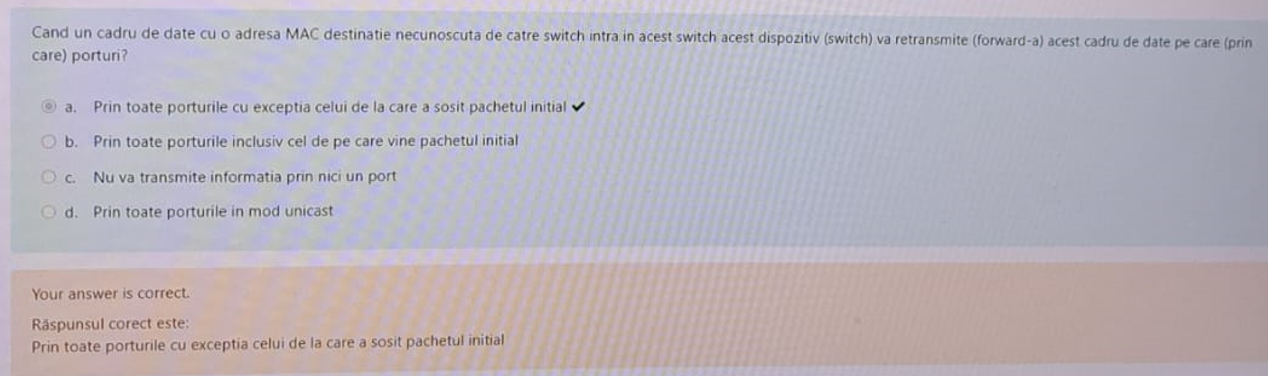 Cand un cadru de date cu o adresa MAC destinatie necunoscuta de catre switch intra in acest switch acest dispozitiv (switch) va retransmite (forward-a) acest cadru de date pe care (prin
care) porturi?
a. Prin toate porturile cu exceptia celui de la care a sosit pachetul initial ✔
b. Prin toate porturile inclusiv cel de pe care vine pachetul initial
c. Nu va transmite informatia prin nici un port
d. Prin toate porturile in mod unicast
Your answer is correct.
Răspunsul corect este:
Prin toate porturile cu exceptia celui de la care a sosit pachetul initial